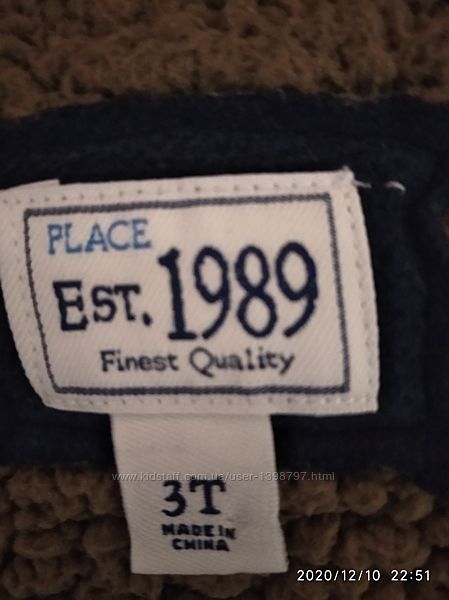 PLACE
EST. 1989
Finest Quality
www.kidstaff.com.ua/user-1398797.html
3T
MADE IN
CHINA
2020/12/10 22:51